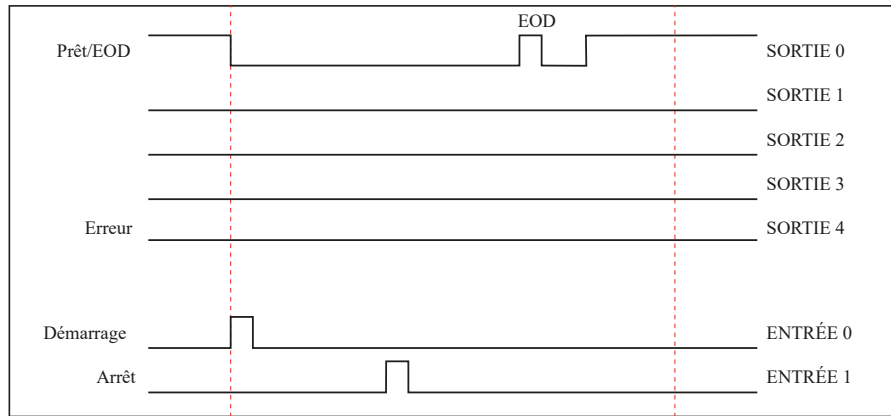 EOD
Prêt/EOD SORTIE 0
SORTIE 1
SORTIE 2
SORTIE 3
Erreur SORTIE 4
Démarrage ENTRÉE 0
Arrêt ENTRÉE 1